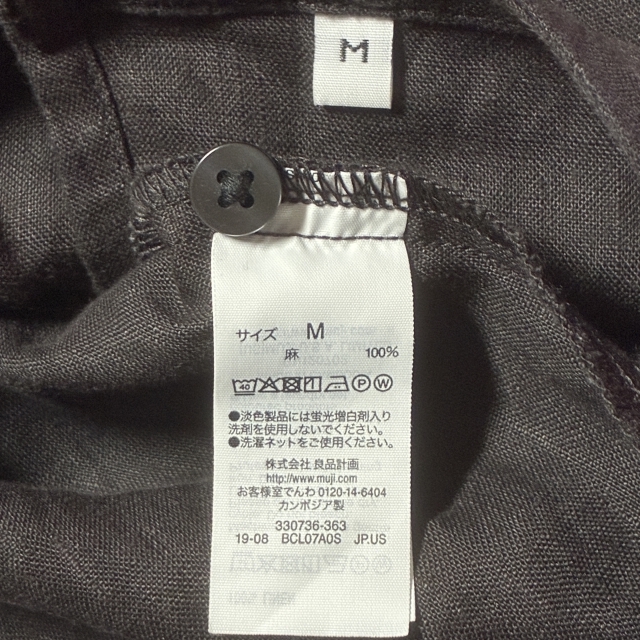 M
サイズ M
麻 100%
40 P W
●淡色製品には蛍光増白剤入り
洗剤を使用しないでください。
●洗濯ネットをご使用ください。
株式会社 良品計画
http://www.muji.com
お客様室でんわ 0120-14-6404
カンボジア製
330736-363
19-08 BCL07A0S JP.US